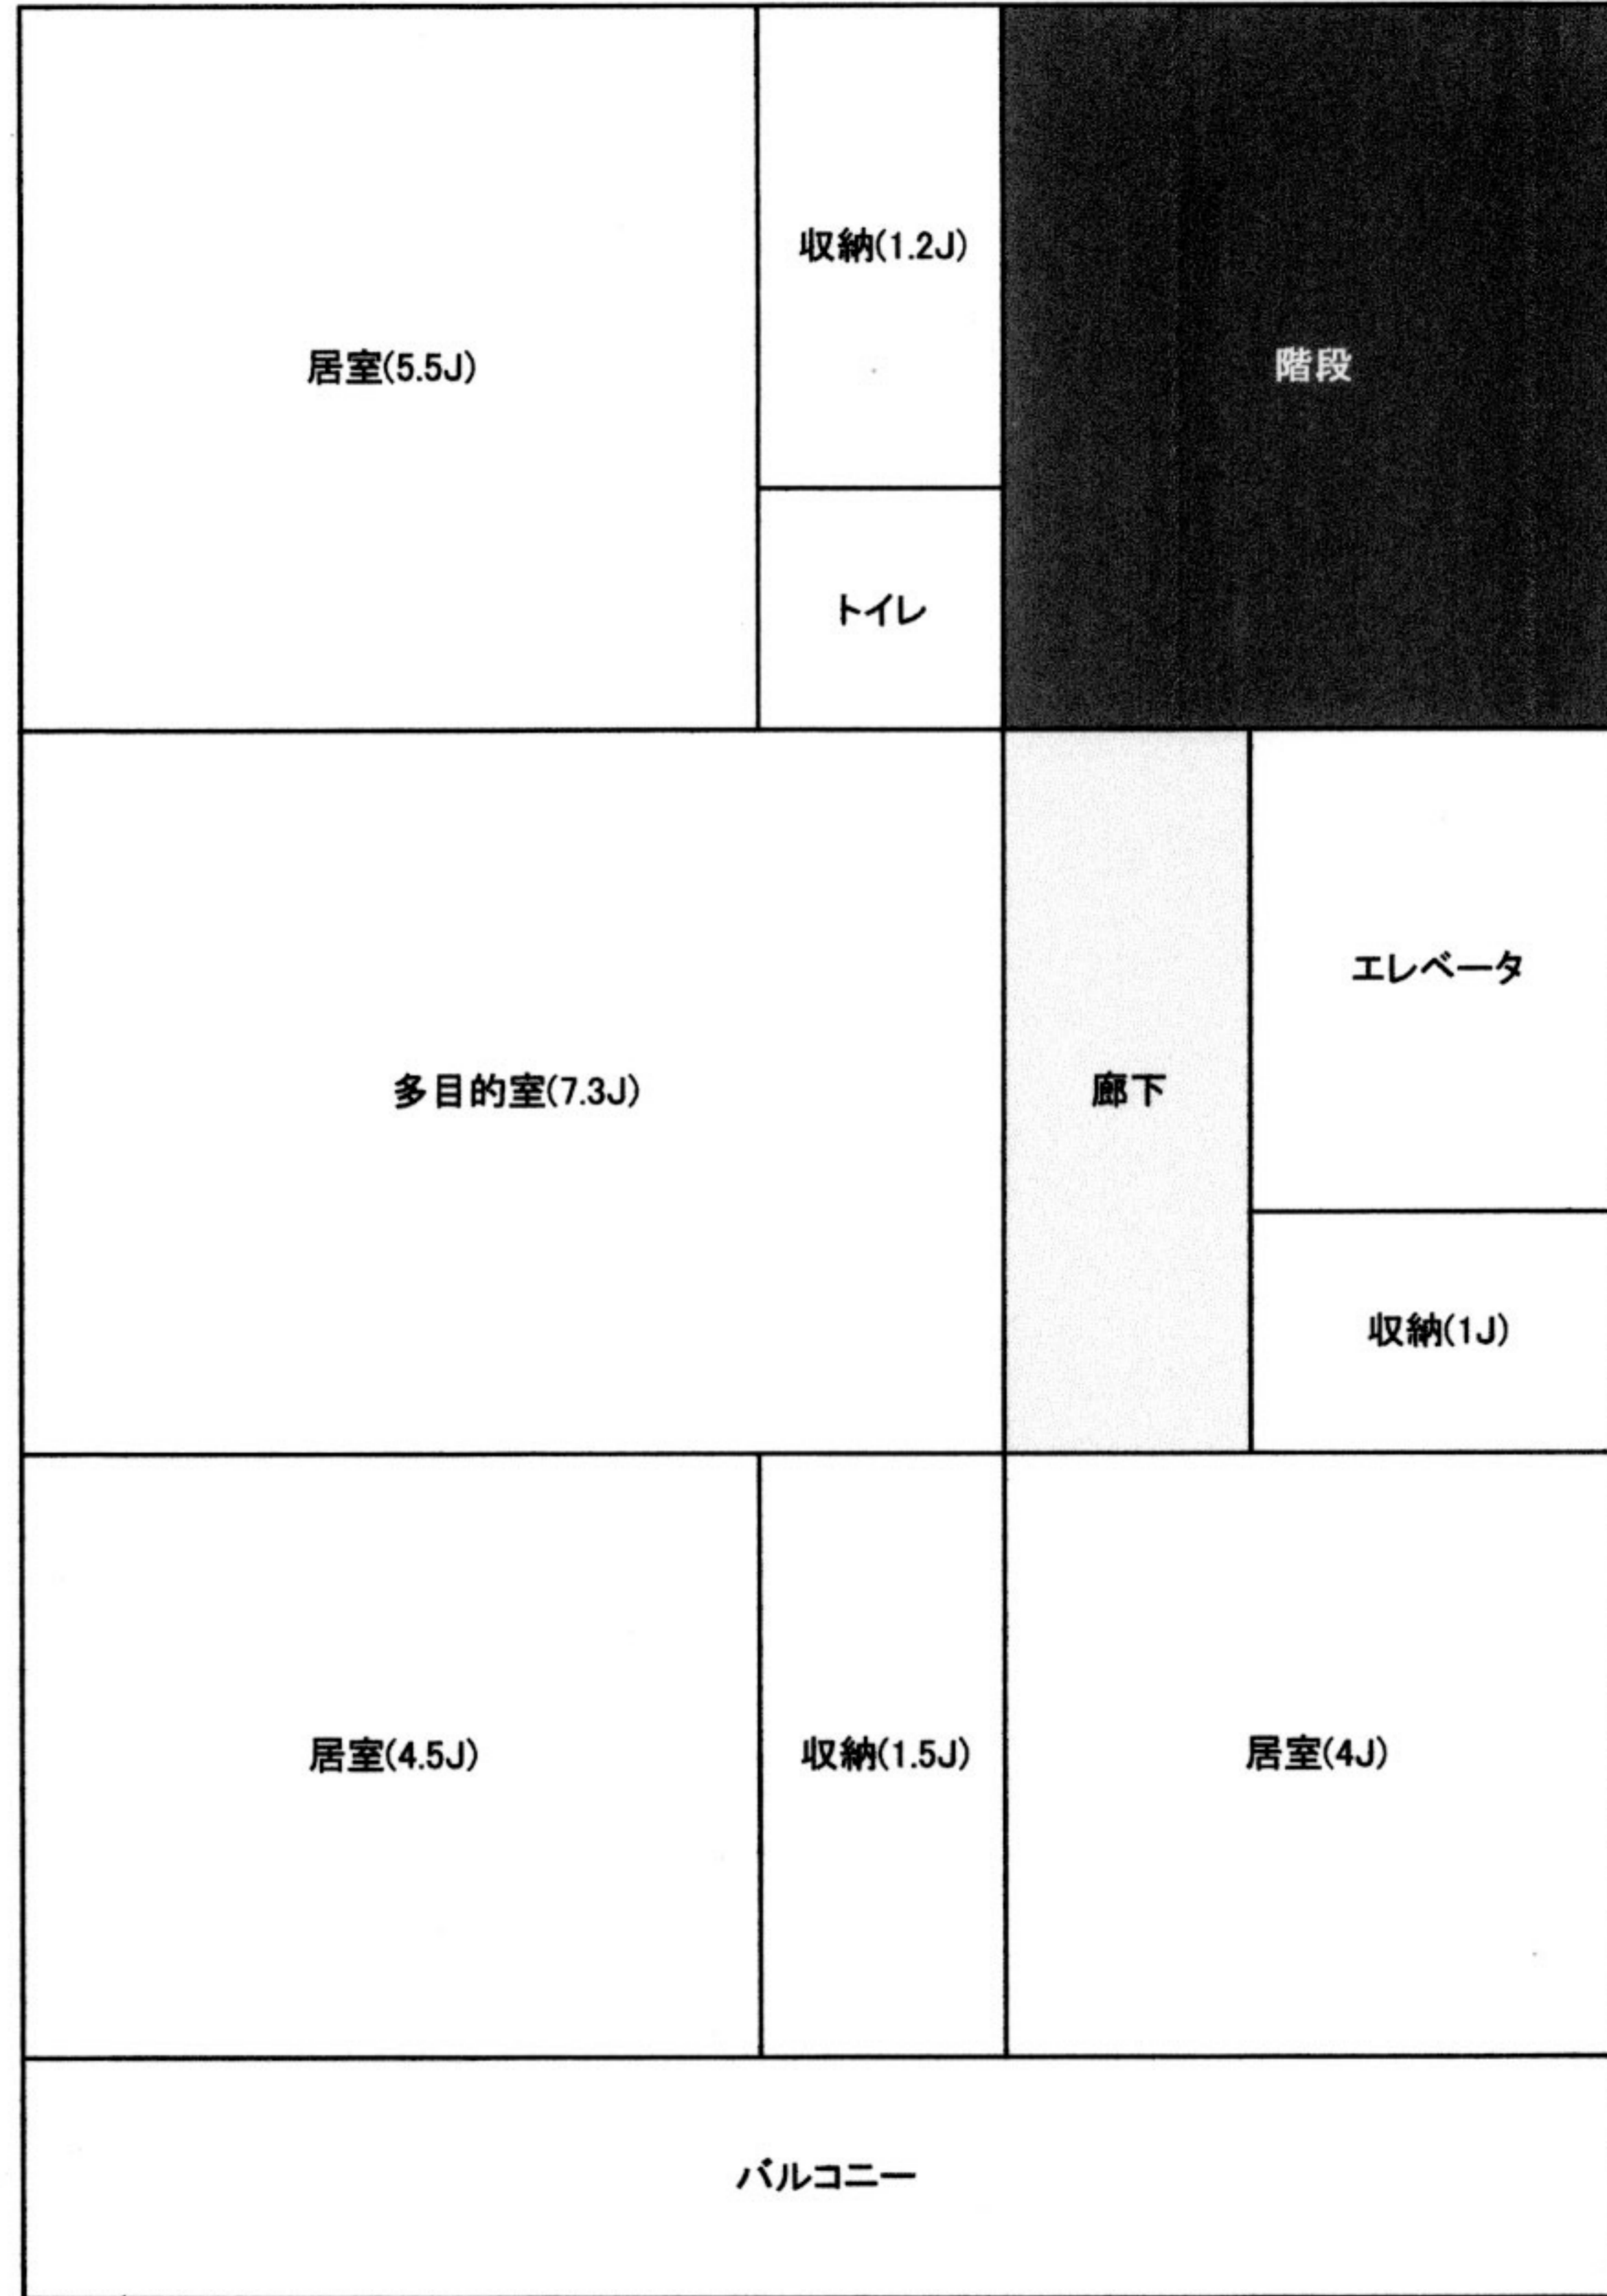 収納(1.2J)
居室(5.5J)
階段
トイレ
エレベータ
多目的室(7.3J)
廊下
収納(1J)
居室(4.5J)
収納(1.5J)
居室(4J)
バルコニー